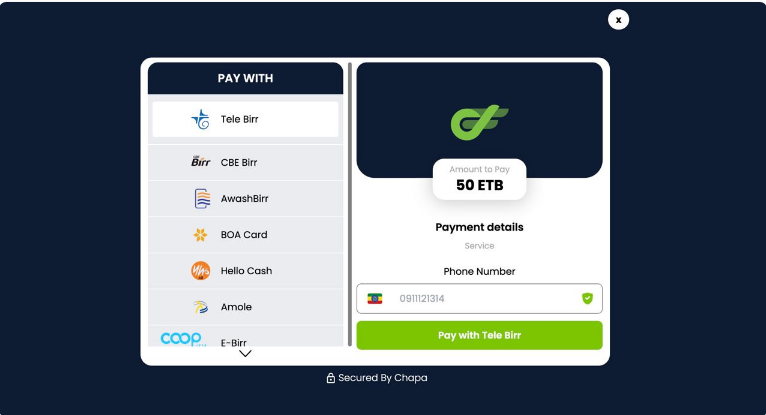 x
PAY WITH
Tele Birr
Birr CBE Birr
AwashBirr
BOA Card
Hello Cash
Amole
COOP E-Birr
Amount to Pay
50 ETB
Payment details
Service
Phone Number
0911121314
Pay with Tele Birr
Secured By Chapa